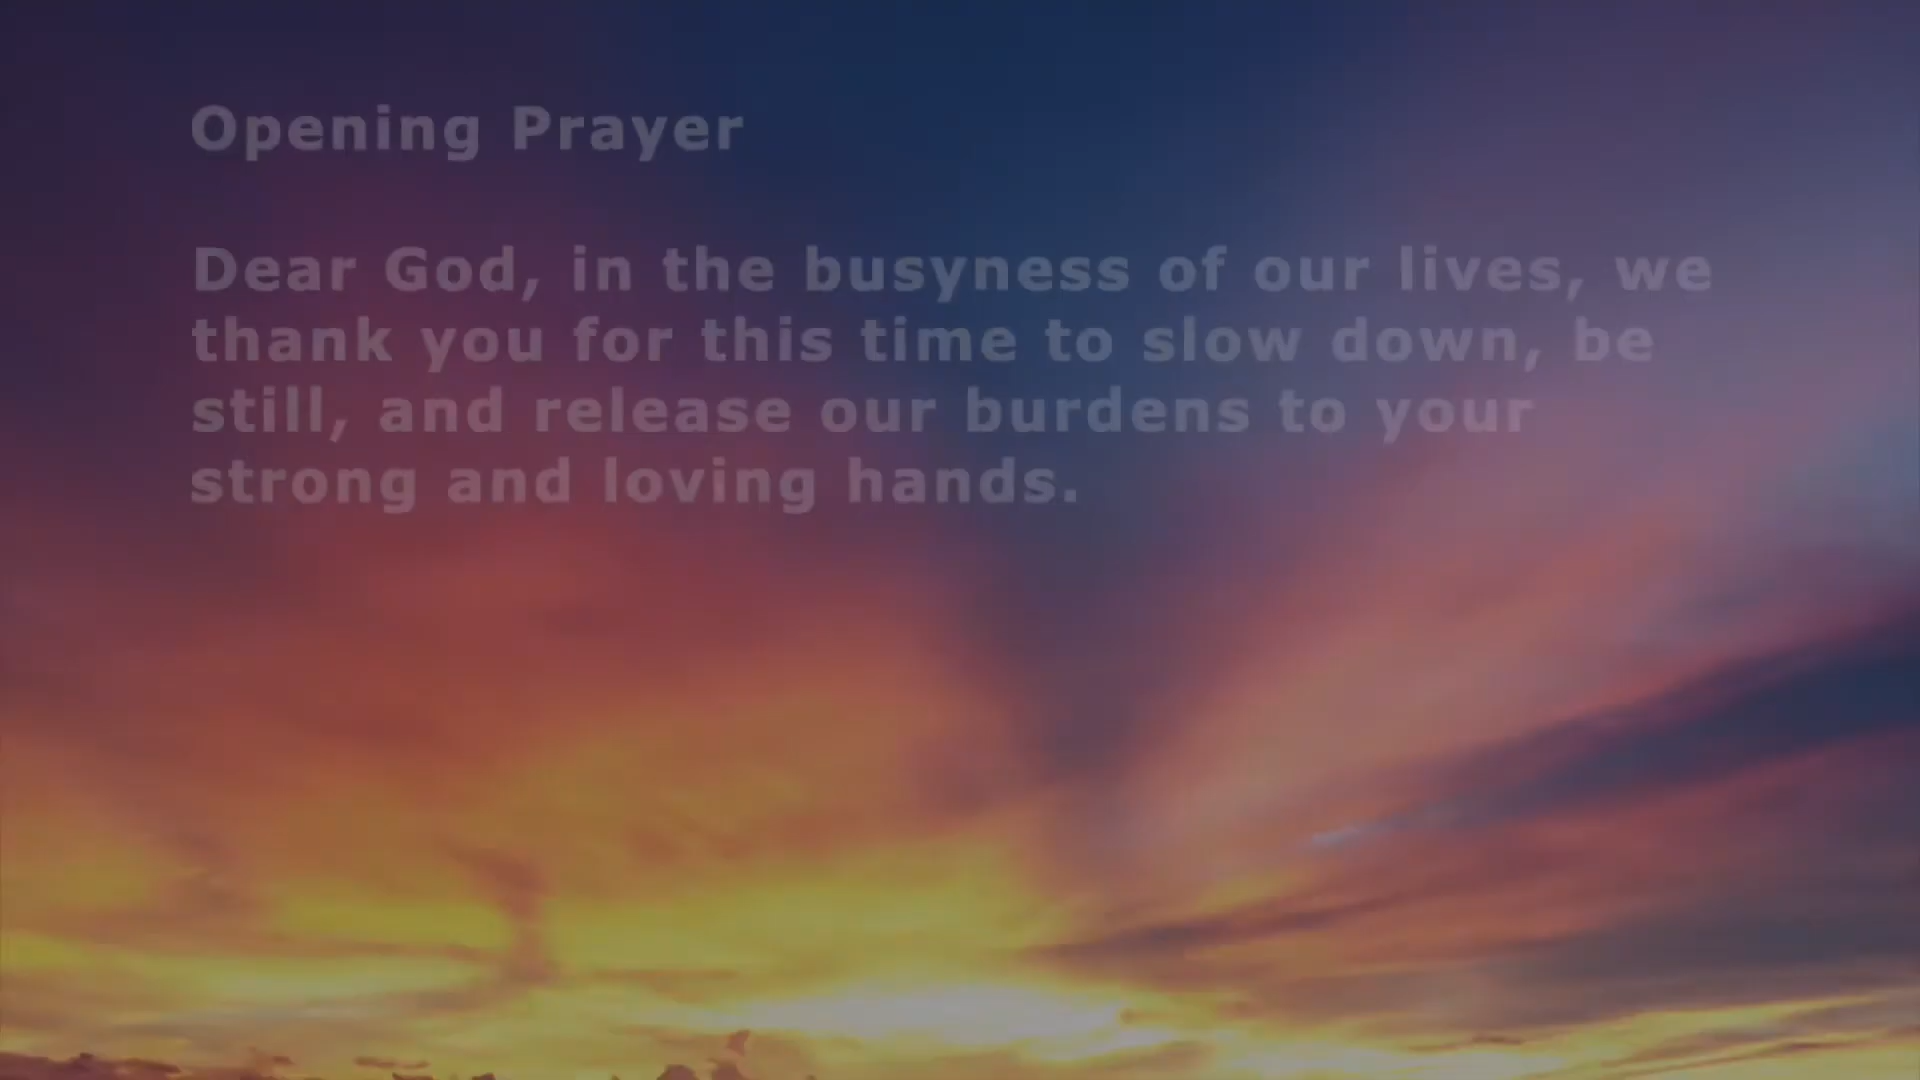 Opening Prayer
Dear God, in the busyness of our lives, we
thank you for this time to slow down, be
still, and release our burdens to your
strong and loving hands.